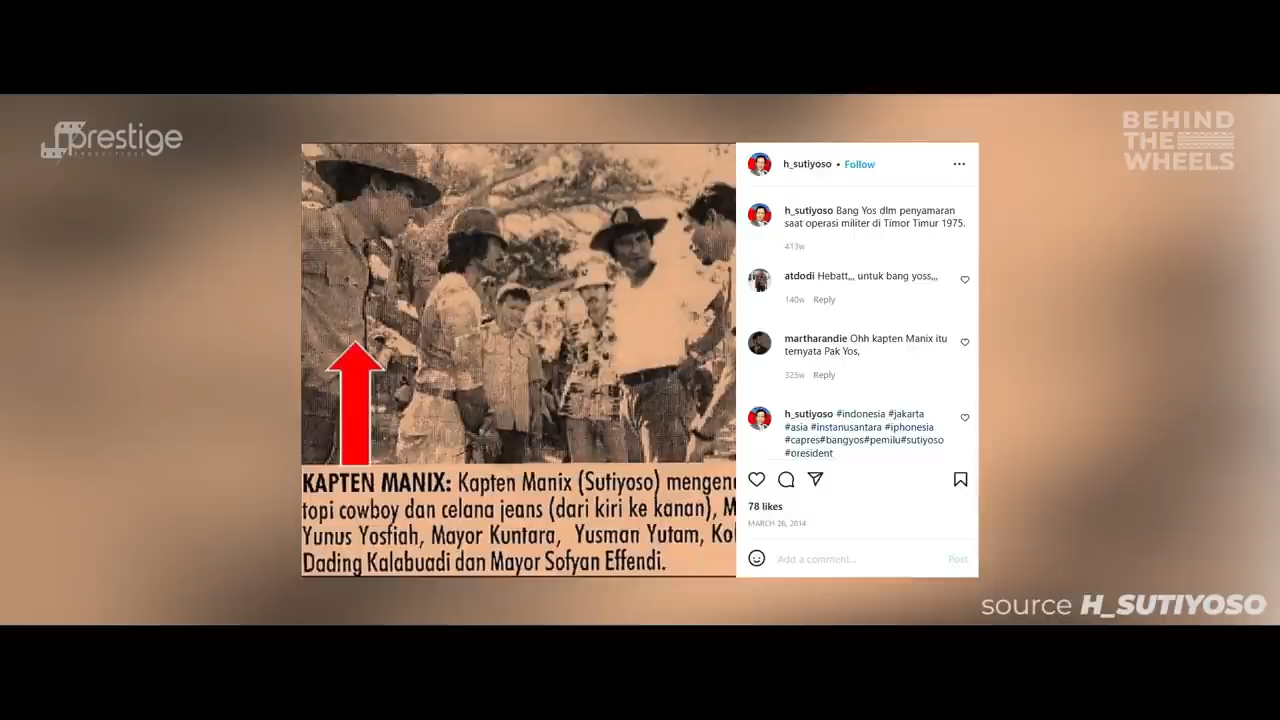 prestige
BEHIND
THE
WHEELS
KAPTEN MANIX: Kapten Manix (Sutiyoso) mengen
topi cowboy dan celana jeans (dari kiri ke kanan), M
Yunus Yosfiah, Mayor Kuntara, Yusman Yutam, Kol
Dading Kalabuadi dan Mayor Sofyan Effendi.
h_sutiyoso • Follow
h_sutiyoso Bang Yos dlm penyamaran
saat operasi militer di Timor Timur 1975.
413w
atdodi Hebatt,,, untuk bang yoss,,,
140w Reply
martharandie Ohh kapten Manix itu
ternyata Pak Yos,
325w Reply
h_sutiyoso #indonesia #jakarta
#asia #instanusantara #iphonesia
#capres#bangyos#pemilu#sutiyoso
#president
78 likes
MARCH 26, 2014
Add a comment...
Post
source H_SUTIYOSO